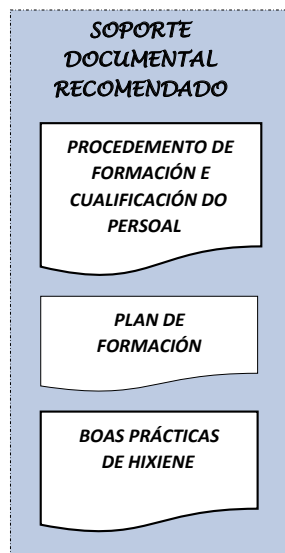 SOPORTE
DOCUMENTAL
RECOMENDADO
PROCEDEMENTO DE
FORMACIÓN E
CUALIFICACIÓN DO
PERSOAL
PLAN DE
FORMACIÓN
BOAS PRÁCTICAS
DE HIXIENE